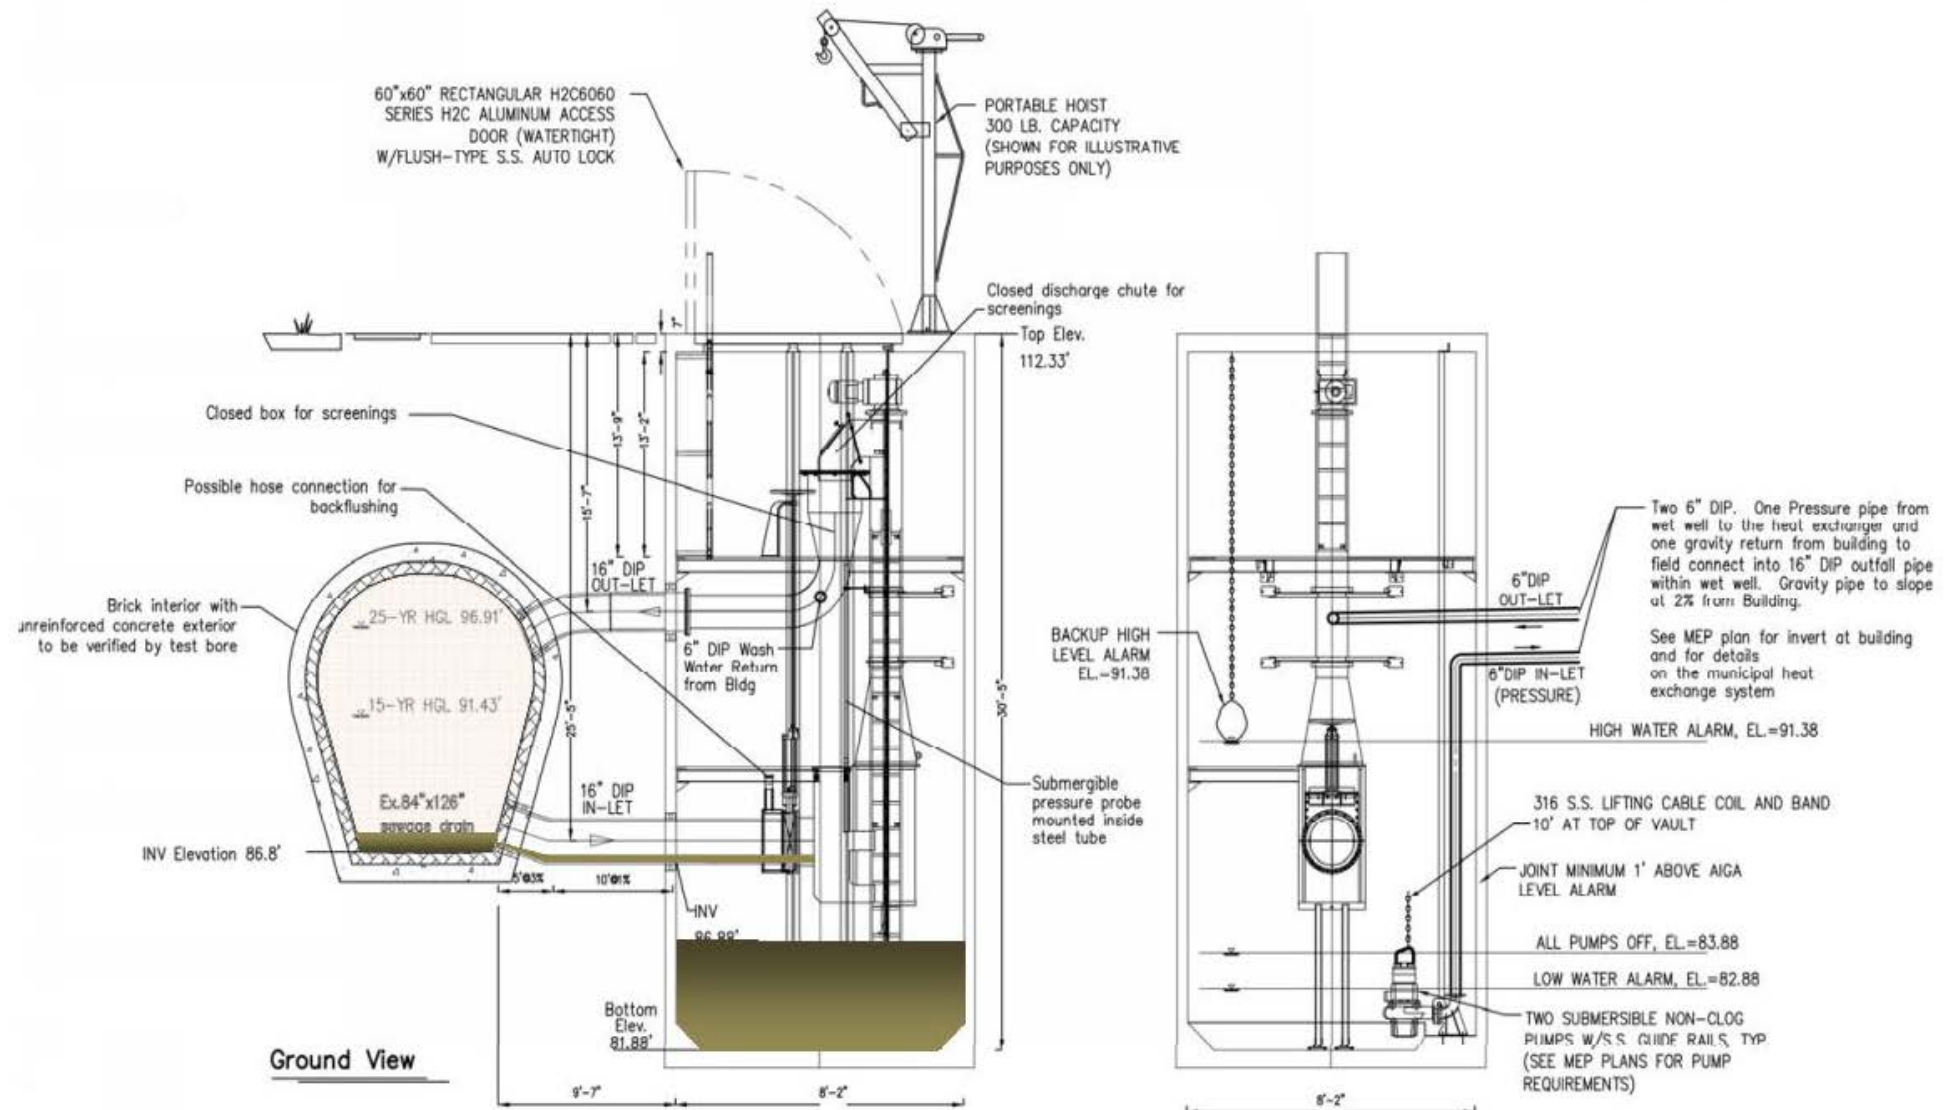 60"x60" RECTANGULAR H2C6060
SERIES H2C ALUMINUM ACCESS
DOOR (WATERTIGHT)
W/FLUSH-TYPE S.S. AUTO LOCK
PORTABLE HOIST
300 LB. CAPACITY
(SHOWN FOR ILLUSTRATIVE
PURPOSES ONLY)
Closed discharge chute for
screenings
Top Elev.
112.33'
7"
Closed box for screenings
13'-9"
13'-2"
15'-7"
Possible hose connection for
backflushing
16" DIP
OUT-LET
Brick interior with
unreinforced concrete exterior
to be verified by test bore
25-YR HGL 96.91'
15-YR HGL 91.43'
6" DIP Wash
Water Return
from Bldg
25'-5"
30'-5"
Ex.84"x126"
sewage drain
16" DIP
IN-LET
INV Elevation 86.8'
5'@3%
10'@1%
INV
86.88'
Submergible
pressure probe
mounted inside
steel tube
Bottom
Elev.
81.88'
Ground View
9'-7"
8'-2"
BACKUP HIGH
LEVEL ALARM
EL.=91.38
6"DIP
OUT-LET
6"DIP IN-LET
(PRESSURE)
Two 6" DIP. One Pressure pipe from
wet well to the heat exchanger and
one gravity return from building to
field connect into 16" DIP outfall pipe
within wet well. Gravity pipe to slope
at 2% from Building.
See MEP plan for invert at building
and for details
on the municipal heat
exchange system
HIGH WATER ALARM, EL.=91.38
316 S.S. LIFTING CABLE COIL AND BAND
10' AT TOP OF VAULT
JOINT MINIMUM 1' ABOVE AIGA
LEVEL ALARM
ALL PUMPS OFF, EL.=83.88
LOW WATER ALARM, EL.=82.88
TWO SUBMERSIBLE NON-CLOG
PUMPS W/S.S. GUIDE RAILS, TYP
(SEE MEP PLANS FOR PUMP
REQUIREMENTS)
8'-2"